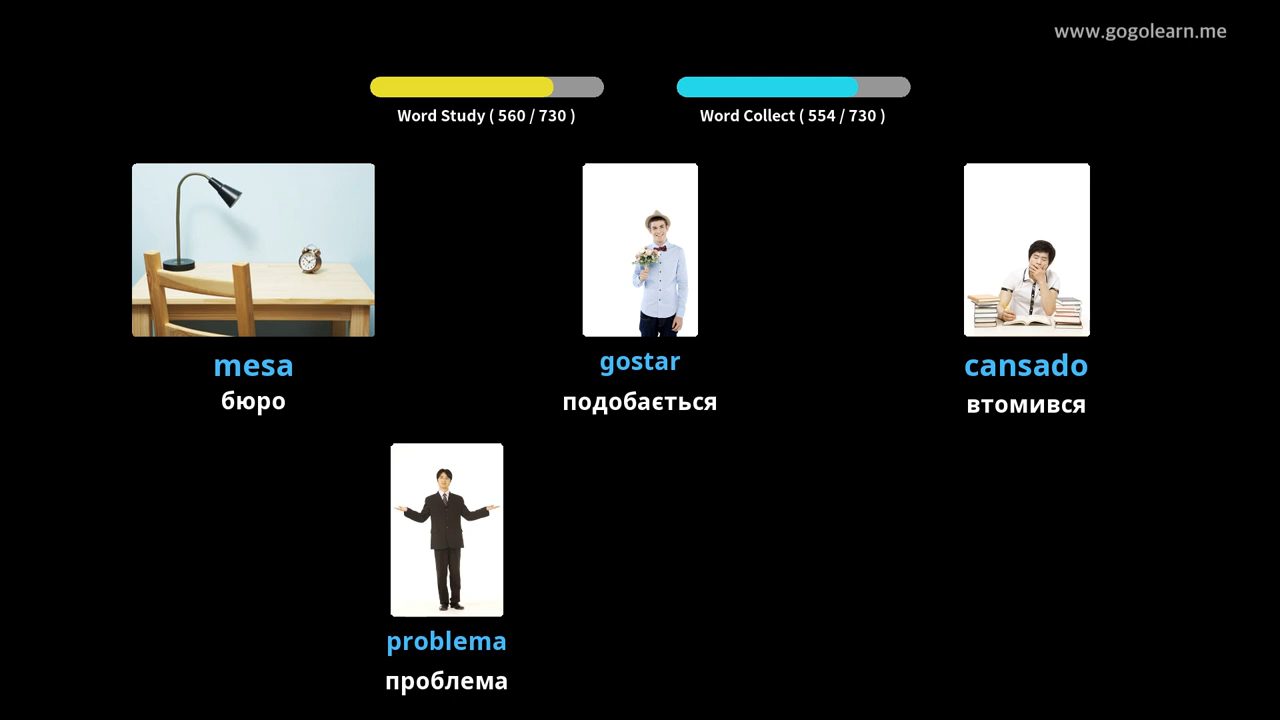 www.gogolearn.me
Word Study ( 560 / 730 )
Word Collect ( 554 / 730 )
mesa
бюро
gostar
подобається
cansado
втомився
problema
проблема